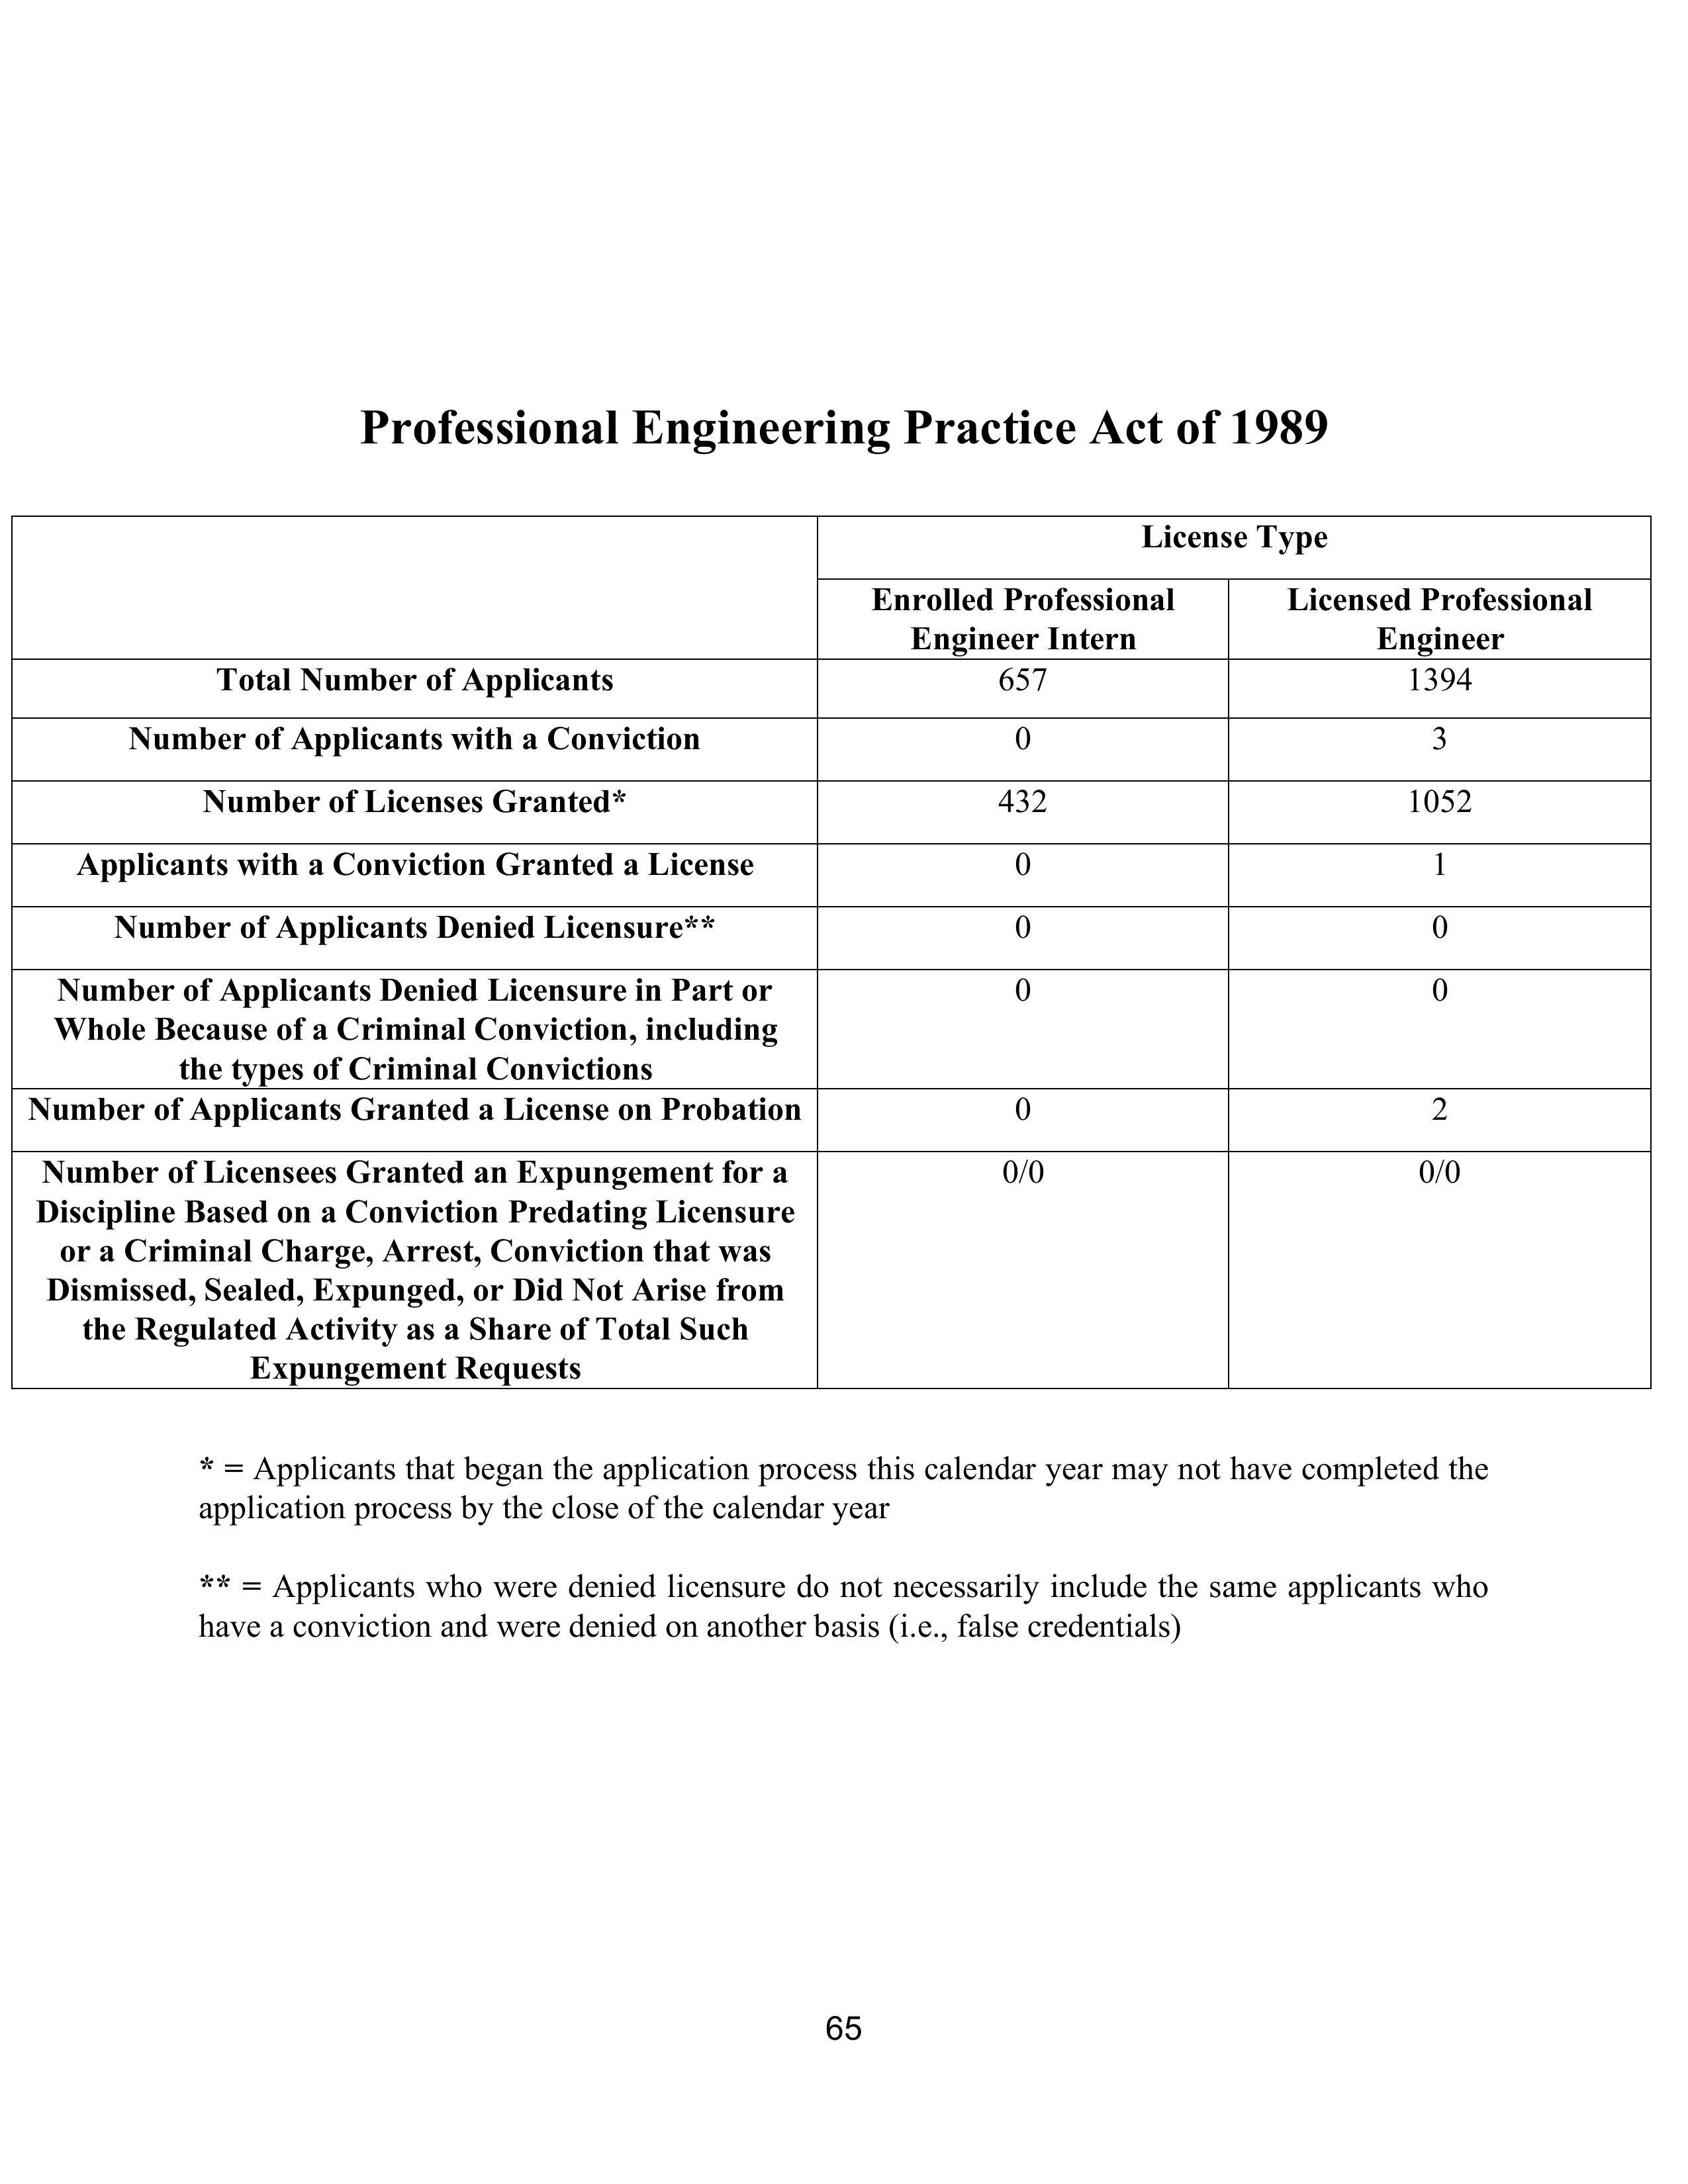 Professional Engineering Practice Act of 1989
License Type
Enrolled Professional
Engineer Intern
Licensed Professional
Engineer
Total Number of Applicants
657
1394
Number of Applicants with a Conviction
0
3
Number of Licenses Granted*
432
1052
Applicants with a Conviction Granted a License
0
1
Number of Applicants Denied Licensure**
0
0
Number of Applicants Denied Licensure in Part or
Whole Because of a Criminal Conviction, including
the types of Criminal Convictions
0
0
Number of Applicants Granted a License on Probation
0
2
Number of Licensees Granted an Expungement for a
Discipline Based on a Conviction Predating Licensure
or a Criminal Charge, Arrest, Conviction that was
Dismissed, Sealed, Expunged, or Did Not Arise from
the Regulated Activity as a Share of Total Such
Expungement Requests
0/0
0/0
* = Applicants that began the application process this calendar year may not have completed the
application process by the close of the calendar year
** = Applicants who were denied licensure do not necessarily include the same applicants who
have a conviction and were denied on another basis (i.e., false credentials)
65